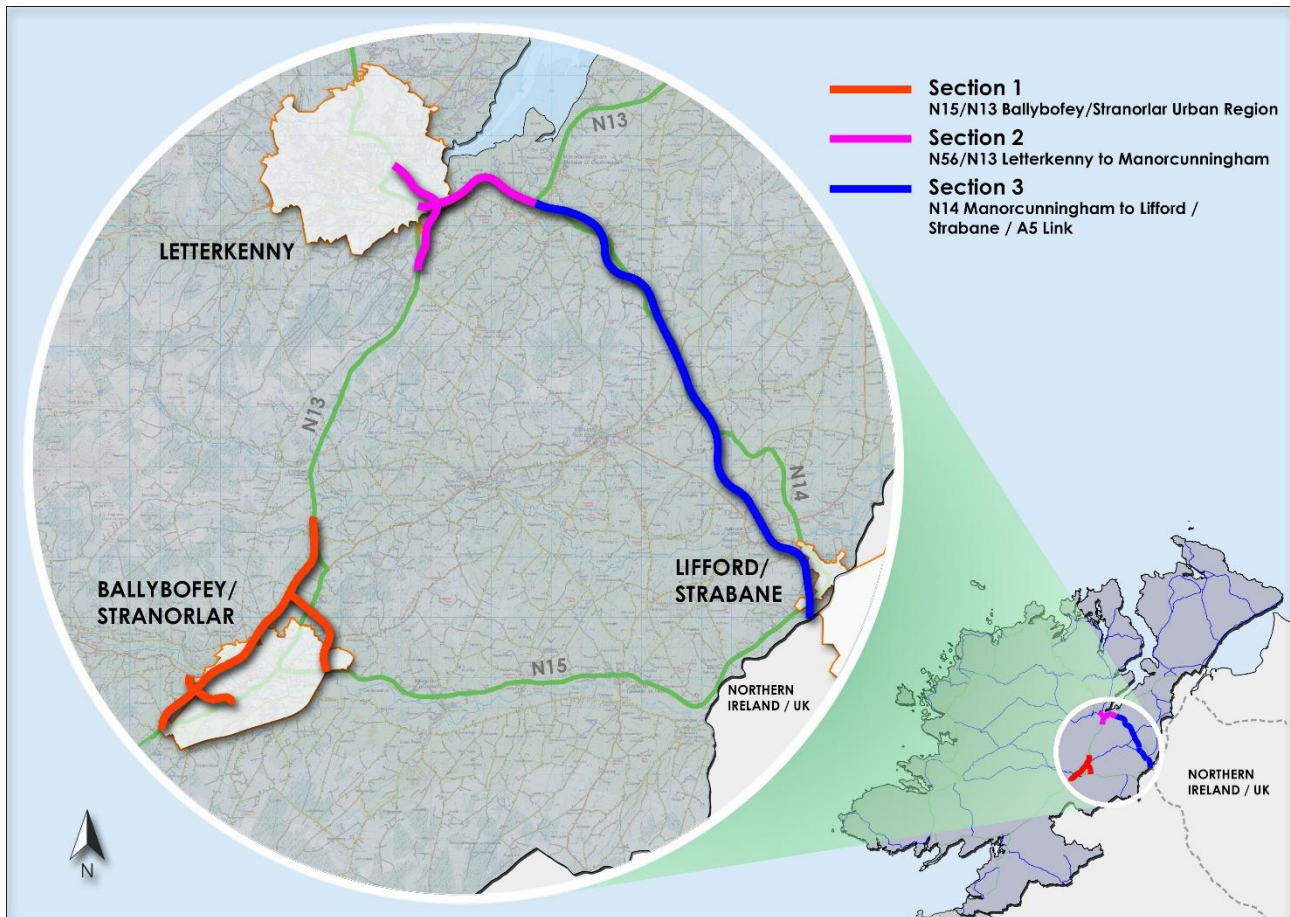 Section 1
N15/N13 Ballybofey/Stranorlar Urban Region
Section 2
N56/N13 Letterkenny to Manorcunningham
Section 3
N14 Manorcunningham to Lifford /
Strabane / A5 Link
N13
LETTERKENNY
N13
N14
BALLYBOFEY/
STRANORLAR
LIFFORD/
STRABANE
N15
NORTHERN
IRELAND / UK
NORTHERN
IRELAND / UK
N